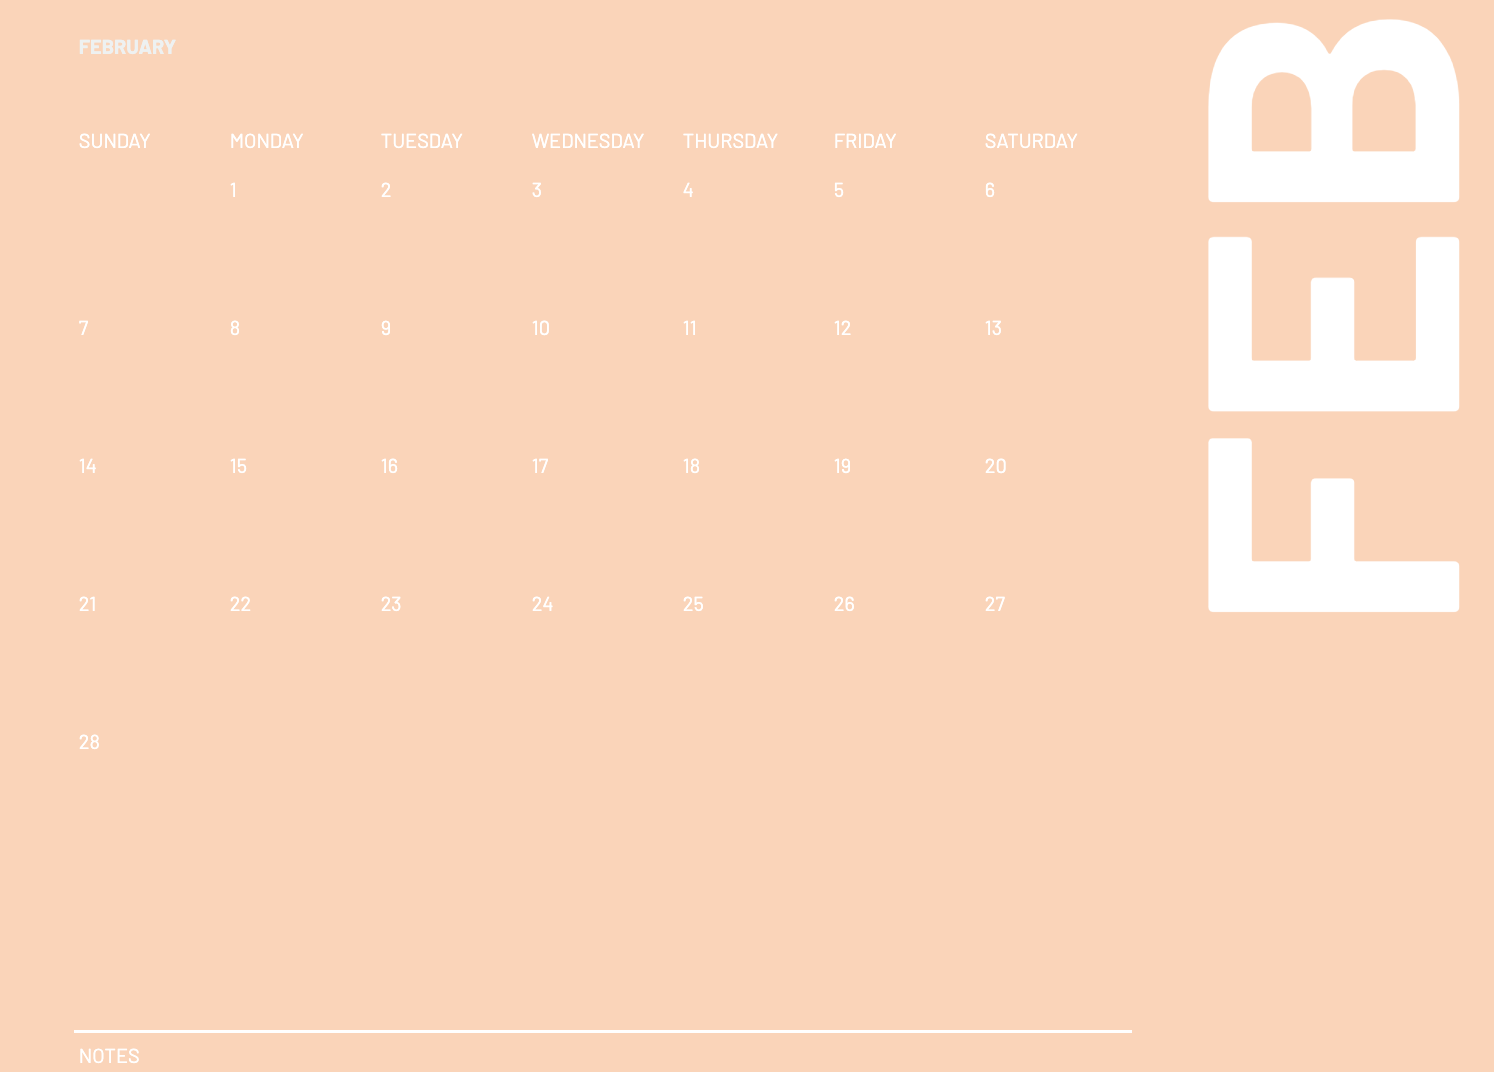 FEBRUARY
SUNDAY MONDAY TUESDAY WEDNESDAY THURSDAY FRIDAY SATURDAY
1 2 3 4 5 6
7 8 9 10 11 12 13
14 15 16 17 18 19 20
21 22 23 24 25 26 27
28
NOTES
FEB